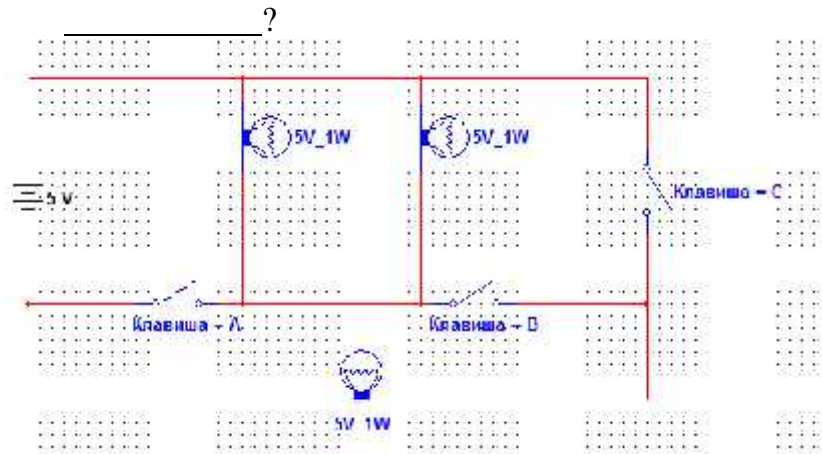 ?
5V_1W 5V_1W
5 V
Клавиша = C
Клавиша = A Клавиша = B
5V_1W